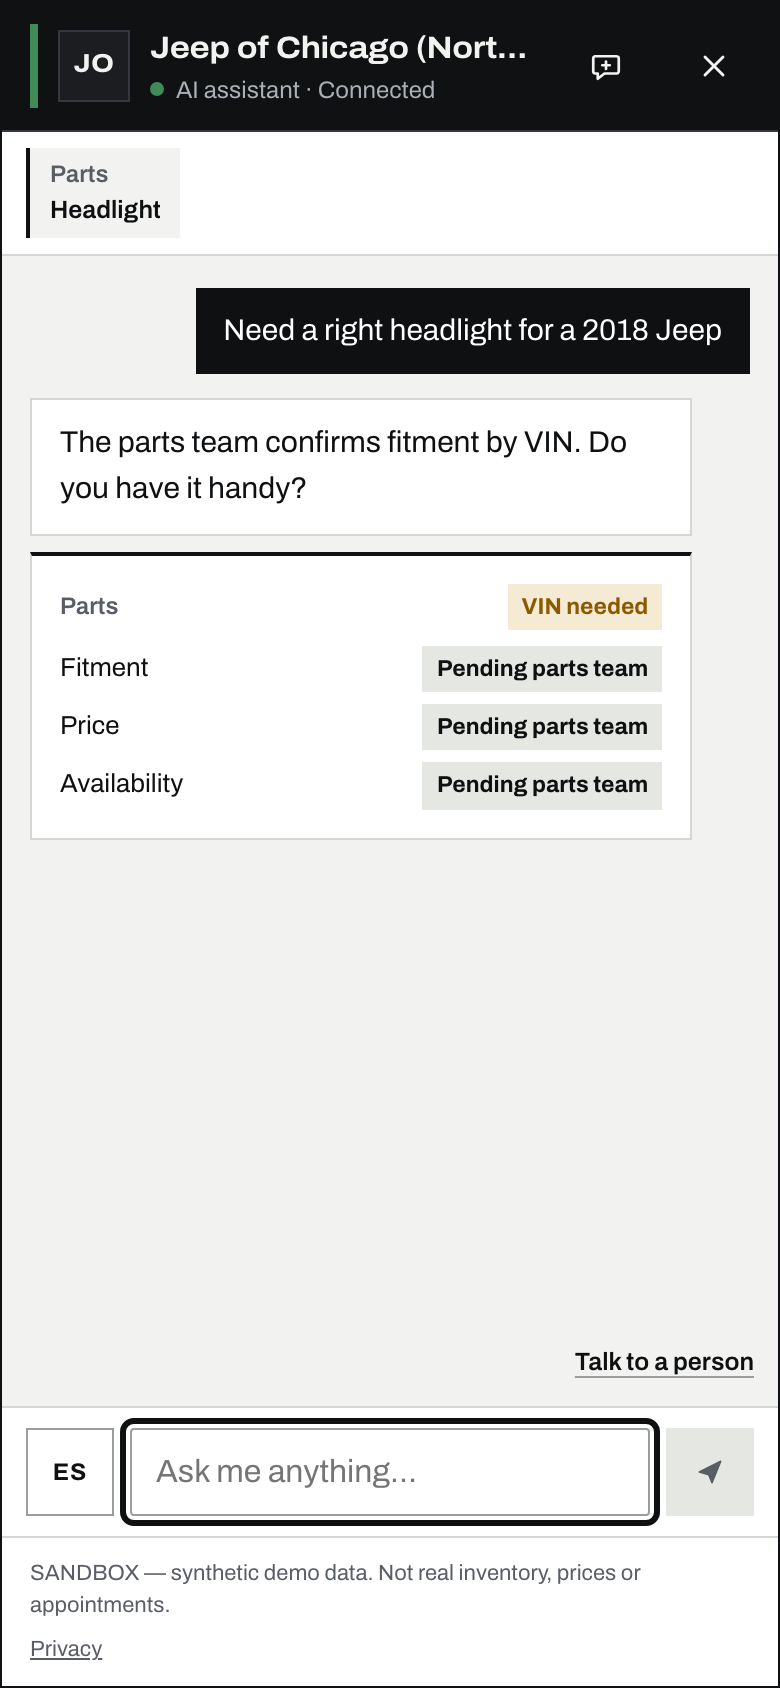 JO
Jeep of Chicago (Nort...
AI assistant · Connected
Parts
Headlight
Need a right headlight for a 2018 Jeep
The parts team confirms fitment by VIN. Do
you have it handy?
Parts
VIN needed
Fitment
Pending parts team
Price
Pending parts team
Availability
Pending parts team
Talk to a person
ES
Ask me anything...
SANDBOX — synthetic demo data. Not real inventory, prices or
appointments.
Privacy